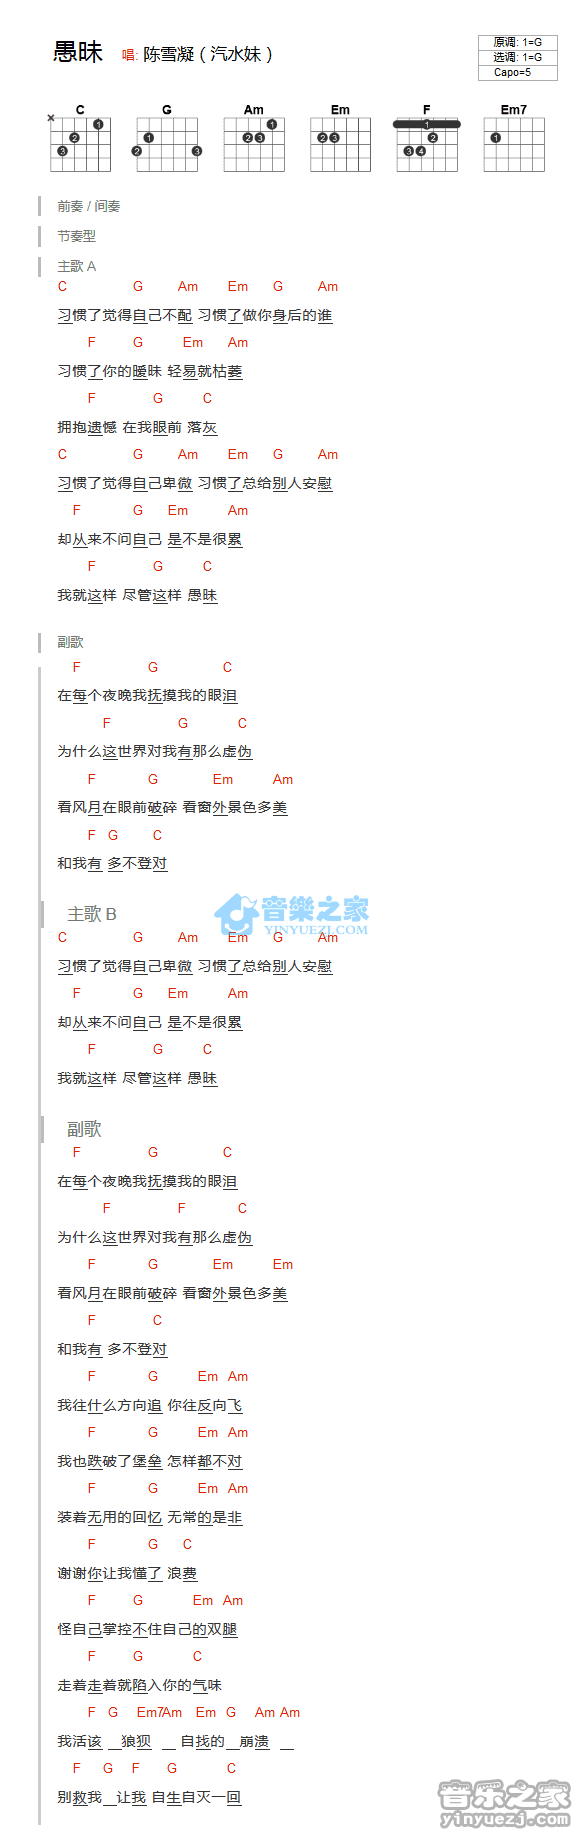 愚昧 唱: 陈雪凝（汽水妹）
原调: 1=G
选调: 1=G
Capo=5
C G Am Em F Em7
前奏 / 间奏
节奏型
主歌 A
C G Am Em G Am
习惯了觉得自己不配 习惯了做你身后的谁
F G Em Am
习惯了你的暧昧 轻易就枯萎
F G C
拥抱遗憾 在我眼前 落灰
C G Am Em G Am
习惯了觉得自己卑微 习惯了总给别人安慰
F G Em Am
却从来不问自己 是不是很累
F G C
我就这样 尽管这样 愚昧
副歌
F G C
在每个夜晚我抚摸我的眼泪
F G C
为什么这世界对我有那么虚伪
F G Em Am
看风月在眼前破碎 看窗外景色多美
F G C
和我有 多不登对
主歌 B
音樂之家
YINYUEZJ.COM
C G Am Em G Am
习惯了觉得自己卑微 习惯了总给别人安慰
F G Em Am
却从来不问自己 是不是很累
F G C
我就这样 尽管这样 愚昧
副歌
F G C
在每个夜晚我抚摸我的眼泪
F F C
为什么这世界对我有那么虚伪
F G Em Em
看风月在眼前破碎 看窗外景色多美
F C
和我有 多不登对
F G Em Am
我往什么方向追 你往反向飞
F G Em Am
我也跌破了堡垒 怎样都不对
F G Em Am
装着无用的回忆 无常的是非
F G C
谢谢你让我懂了 浪费
F G Em Am
怪自己掌控不住自己的双腿
F G C
走着走着就陷入你的气味
F G Em7 Am Em G Am Am
我活该 _狼狈 _ 自找的_崩溃 _
F G F G C
别救我_让我 自生自灭一回
音乐之家
yinyuezj.com